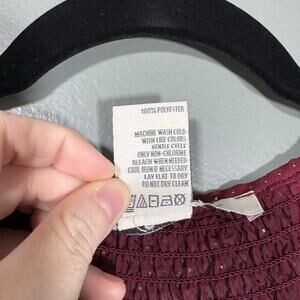 100% POLYESTER
MACHINE WASH COLD
WITH LIKE COLORS
GENTLE CYCLE
ONLY NON-CHLORINE
BLEACH WHEN NEEDED
COOL IRON IF NECESSARY
LAY FLAT TO DRY
DO NOT DRY CLEAN